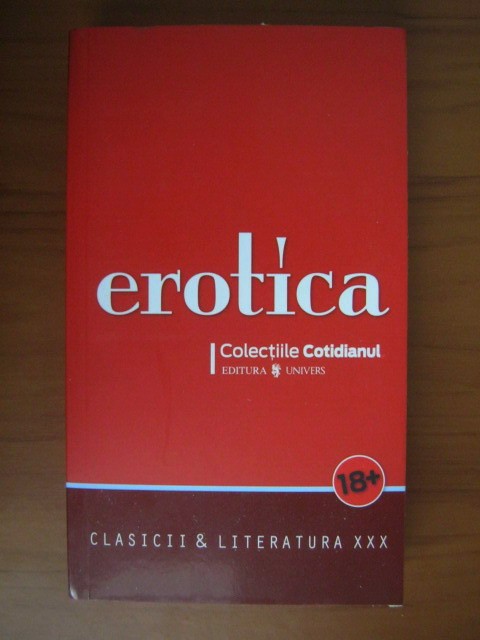 erotica
Colecțiile Cotidianul
EDITURA UNIVERS
18+
CLASICII & LITERATURA XXX